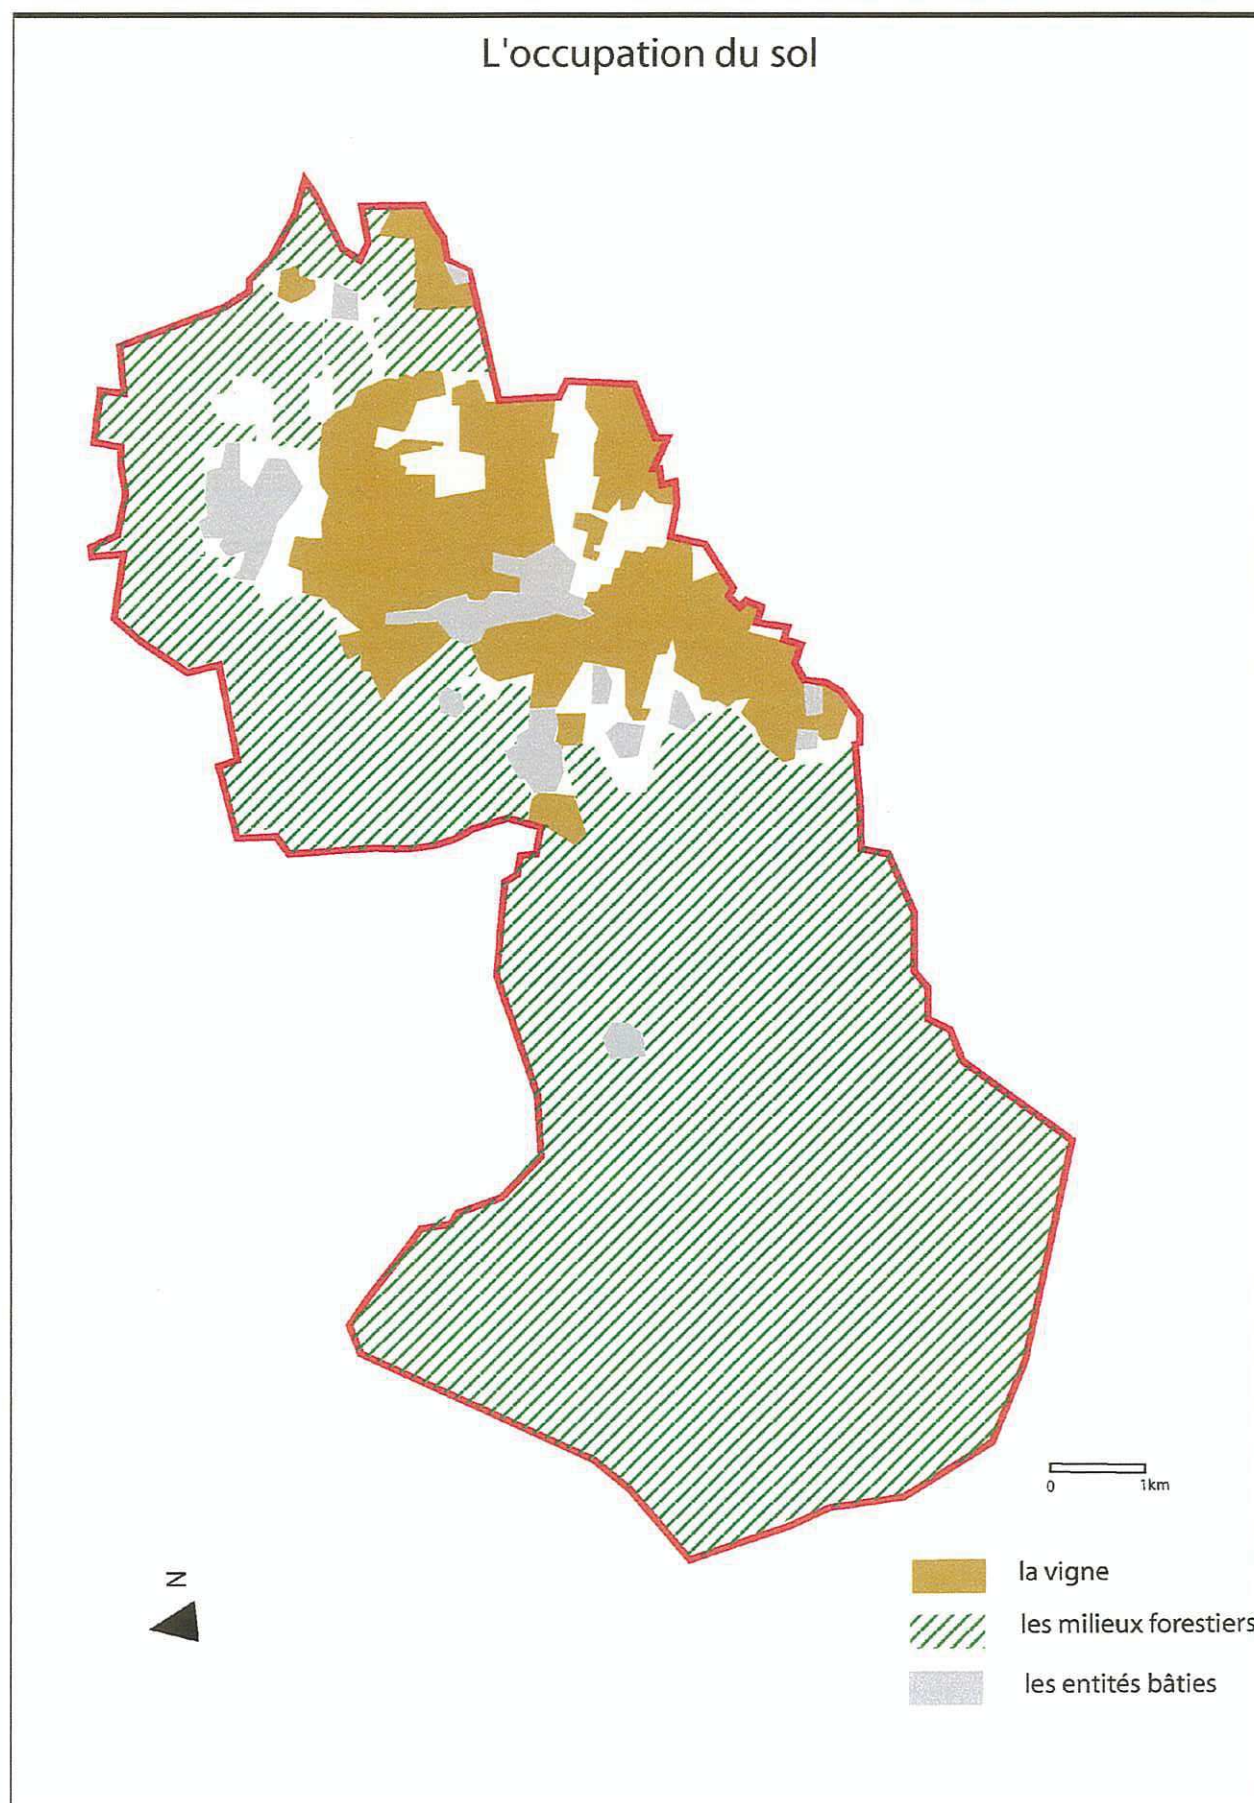 L'occupation du sol
0
1km
N
la vigne
les milieux forestiers
les entités bâties